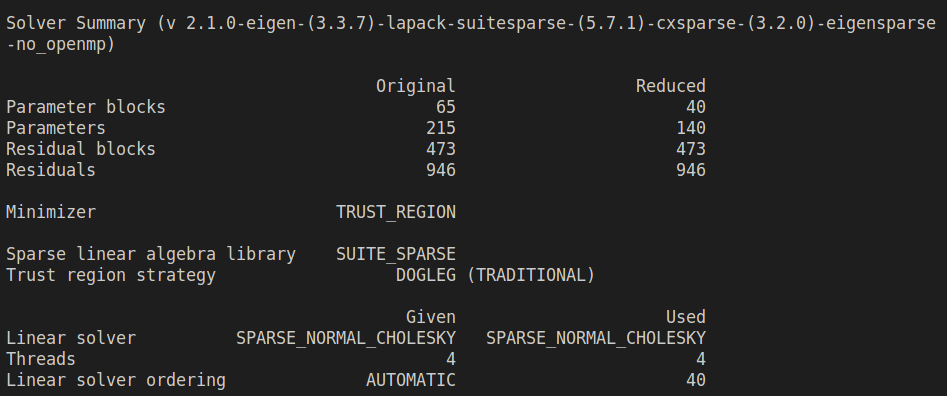 Solver Summary (v 2.1.0-eigen-(3.3.7)-lapack-suitesparse-(5.7.1)-cxsparse-(3.2.0)-eigensparse
-no_openmp)
Original Reduced
Parameter blocks 65 40
Parameters 215 140
Residual blocks 473 473
Residuals 946 946
Minimizer TRUST_REGION
Sparse linear algebra library SUITE_SPARSE
Trust region strategy DOGLEG (TRADITIONAL)
Given Used
Linear solver SPARSE_NORMAL_CHOLESKY SPARSE_NORMAL_CHOLESKY
Threads 4 4
Linear solver ordering AUTOMATIC 40